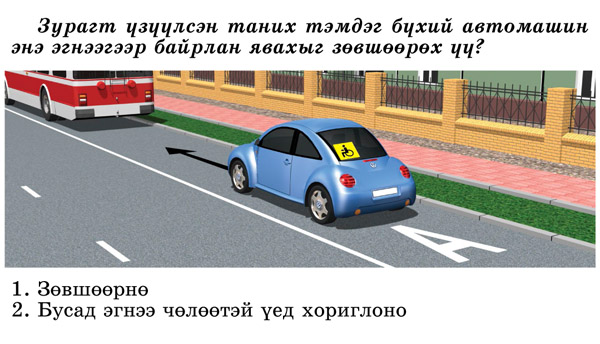 Зурагт үзүүлсэн таних тэмдэг бүхий автомашин
энэ эгнээгээр байрлан явахыг зөвшөөрөх үү?
А
1. Зөвшөөрнө
2. Бусад эгнээ чөлөөтэй үед хориглоно